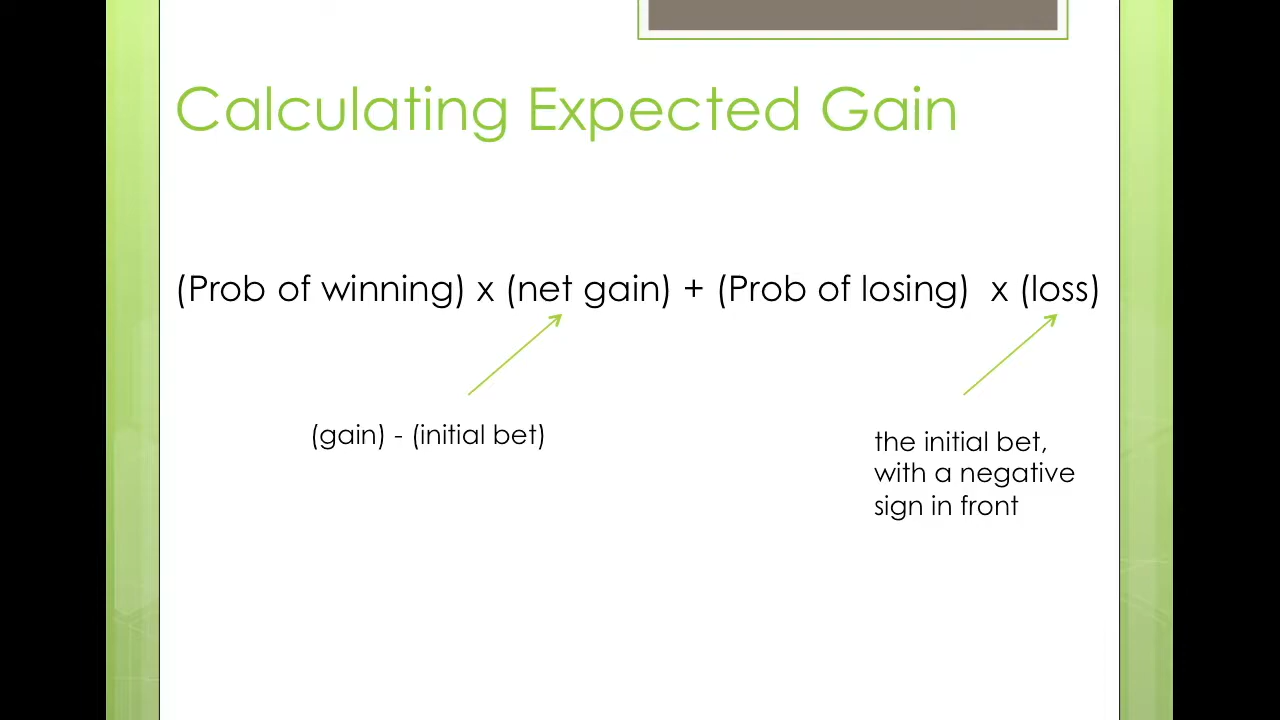 Calculating Expected Gain
(Prob of winning) x (net gain) + (Prob of losing)  x (loss)
(gain) - (initial bet)
the initial bet,
with a negative
sign in front